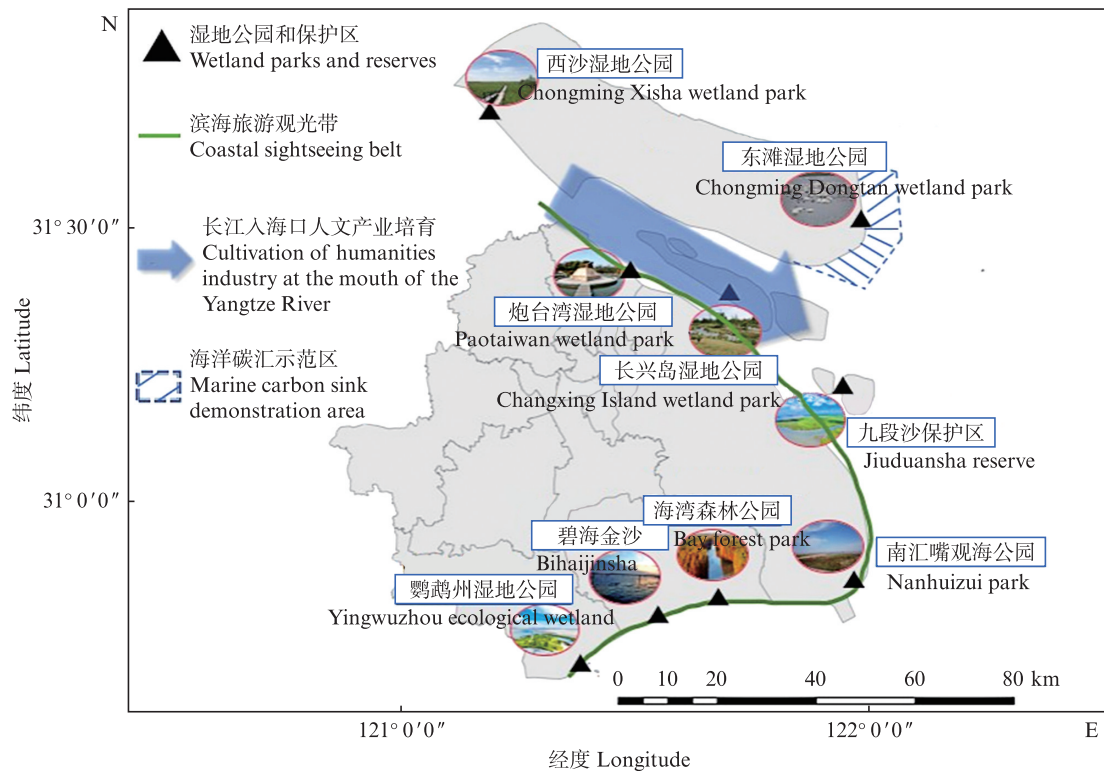 N
湿地公园和保护区
Wetland parks and reserves
滨海旅游观光带
Coastal sightseeing belt
长江入海口人文产业培育
Cultivation of humanities
industry at the mouth of the
Yangtze River
海洋碳汇示范区
Marine carbon sink
demonstration area
西沙湿地公园
Chongming Xisha wetland park
东滩湿地公园
Chongming Dongtan wetland park
炮台湾湿地公园
Paotaiwan wetland park
长兴岛湿地公园
Changxing Island wetland park
九段沙保护区
Jiuduansha reserve
海湾森林公园
Bay forest park
碧海金沙
Bihaijinsha
南汇嘴观海公园
Nanhuizui park
鹦鹉州湿地公园
Yingwuzhou ecological wetland
0 10 20 40 60 80 km
31°30′0″
31°0′0″
纬度 Latitude
121°0′0″
122°0′0″
E
经度 Longitude